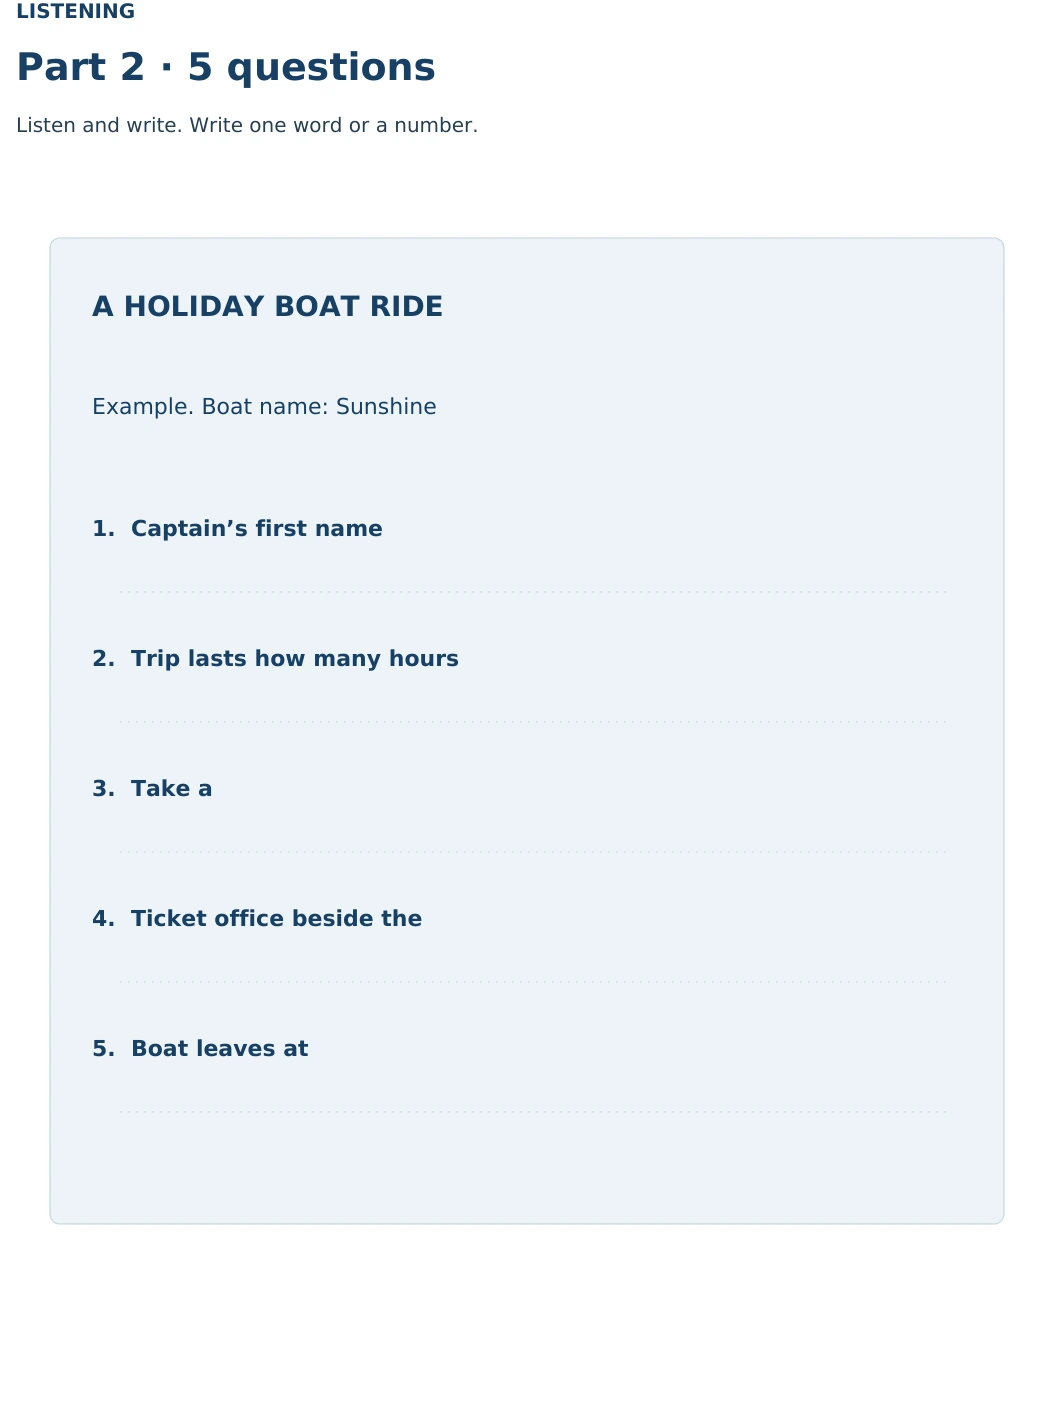 LISTENING
Part 2 · 5 questions
Listen and write. Write one word or a number.
A HOLIDAY BOAT RIDE
Example. Boat name: Sunshine
1. Captain’s first name
2. Trip lasts how many hours
3. Take a
4. Ticket office beside the
5. Boat leaves at